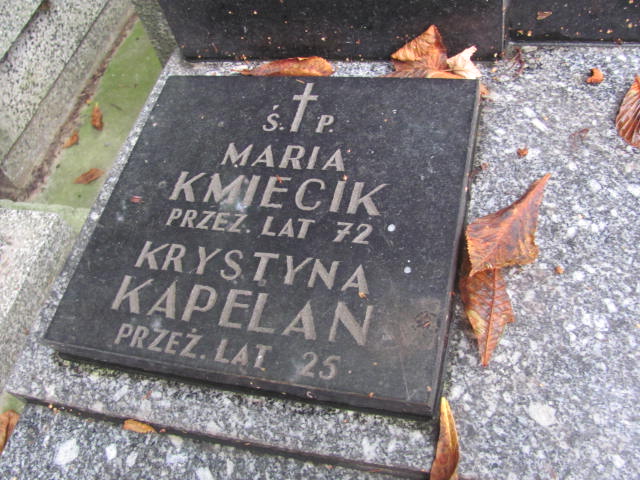 Ś. P.
MARIA
KMIECIK
PRZEŻ. LAT 72
KRYSTYNA
KAPELAN
PRZEŻ. LAT 25